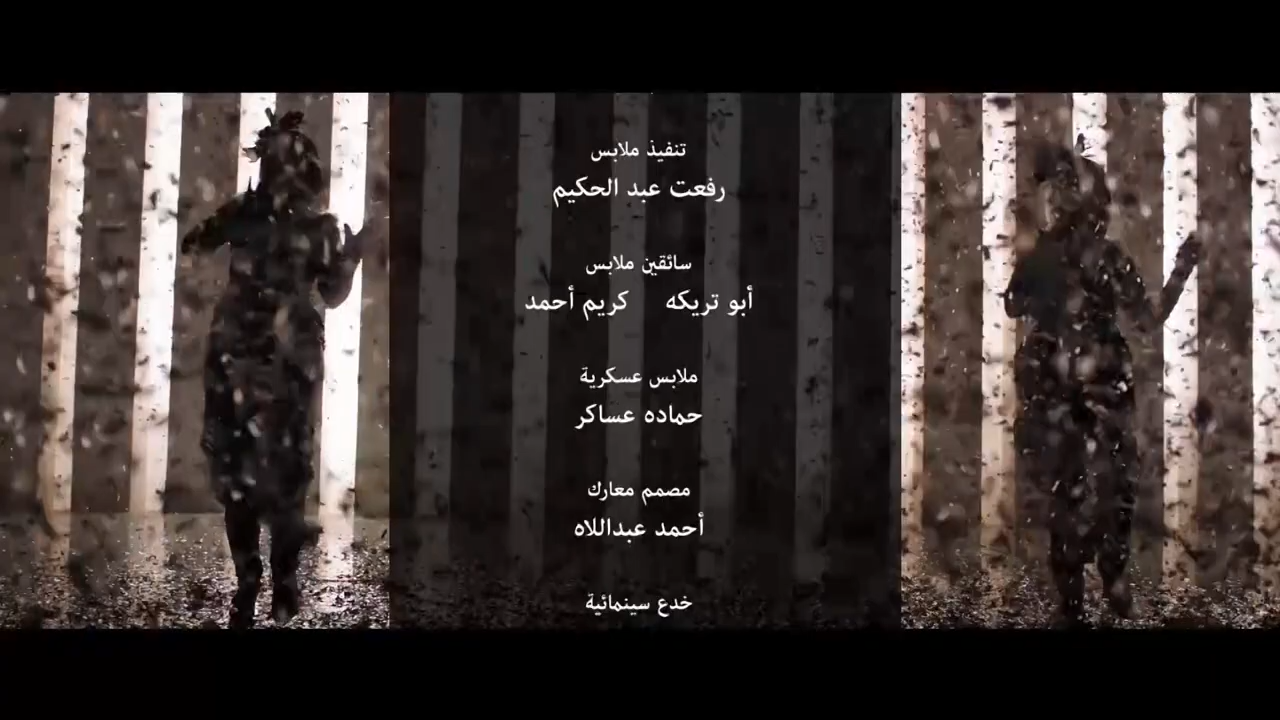 تنفيذ ملابس
رفعت عبد الحكيم
سائقين ملابس
أبو تريكه كريم أحمد
ملابس عسكرية
حماده عساكر
مصمم معارك
أحمد عبداللاه
خدع سينمائية